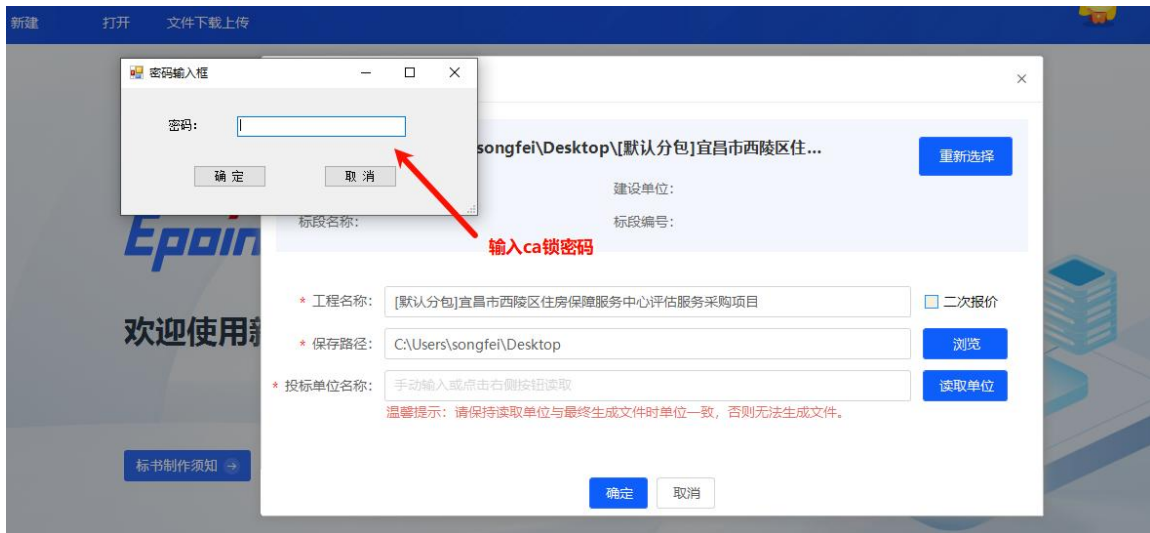 新建 打开 文件下载上传
密码输入框
密码:
确 定 取 消
songfei\Desktop\[默认分包]宜昌市西陵区住...
重新选择
建设单位:
标段名称: 标段编号:
Epoin
输入ca锁密码
* 工程名称: [默认分包]宜昌市西陵区住房保障服务中心评估服务采购项目 二次报价
欢迎使用新
* 保存路径: C:\Users\songfei\Desktop 浏览
* 投标单位名称: 手动输入或点击右侧按钮读取 读取单位
温馨提示:请保持读取单位与最终生成文件时单位一致,否则无法生成文件。
标书制作须知
确定 取消